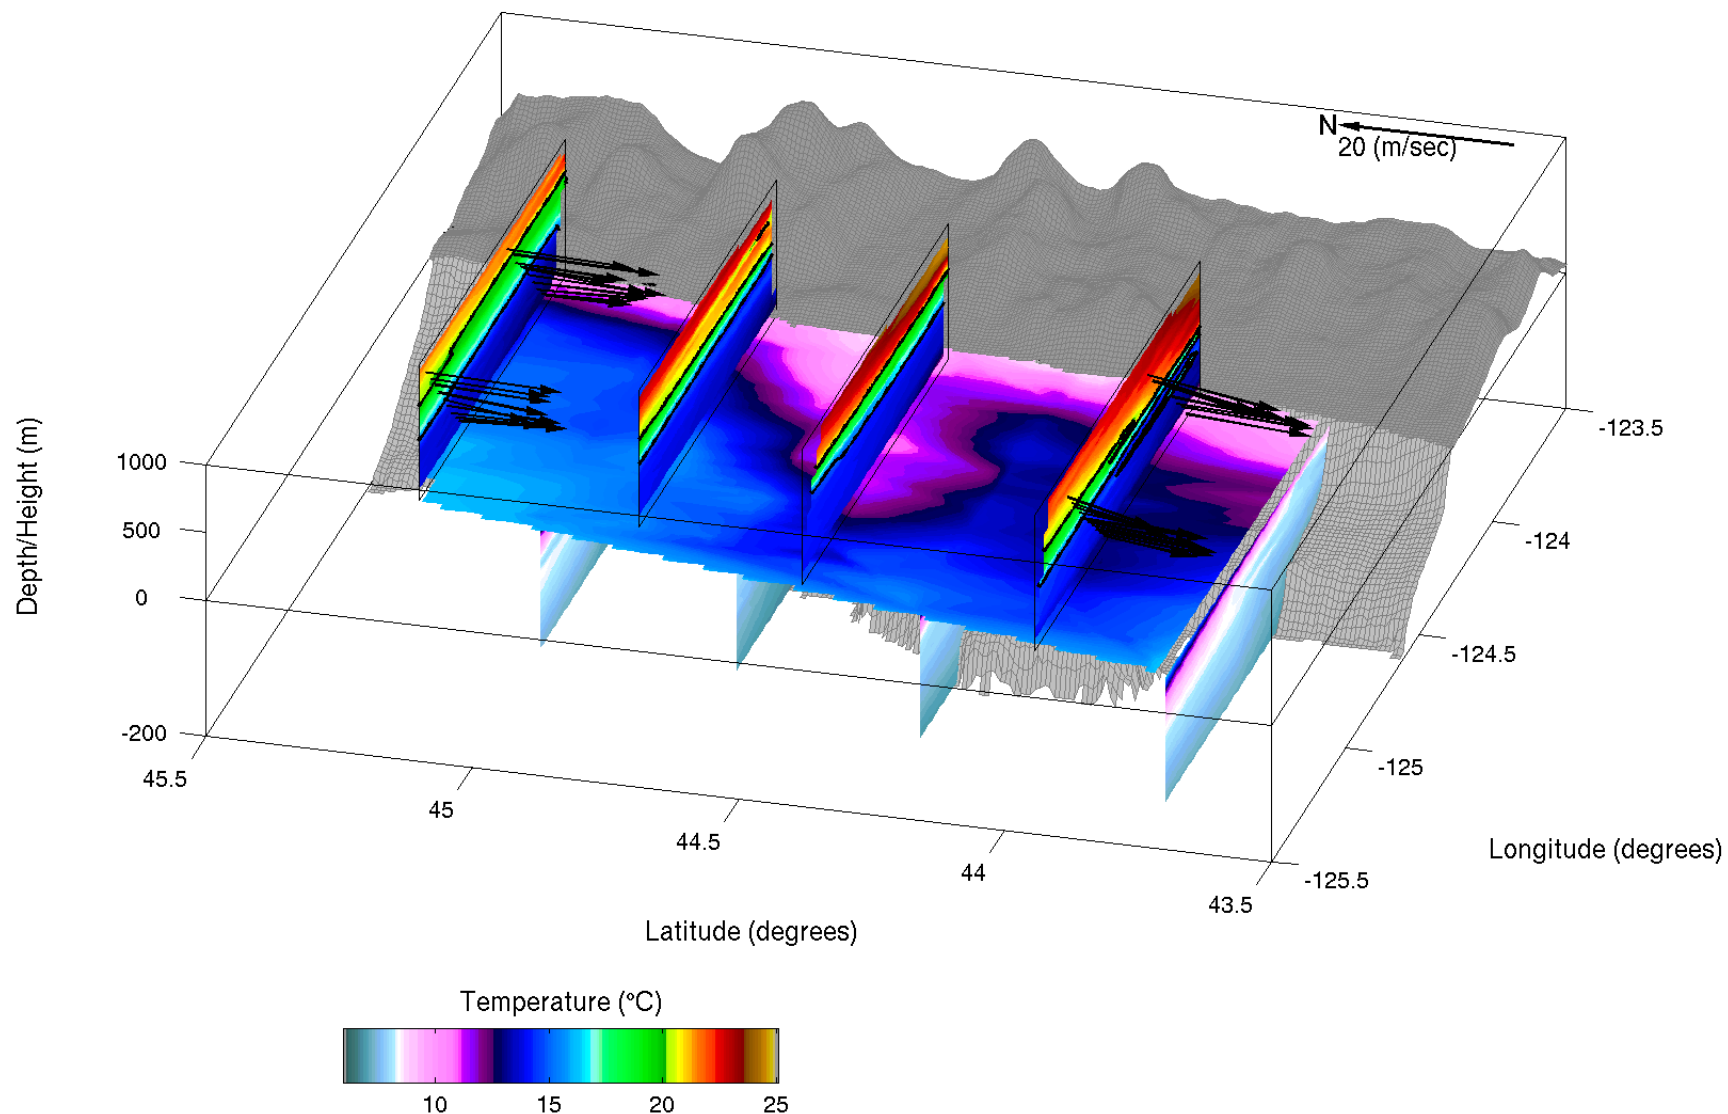 N
20 (m/sec)
Depth/Height (m)
1000
500
0
-200
45.5
45
44.5
44
43.5
-123.5
-124
-124.5
-125
-125.5
Latitude (degrees)
Longitude (degrees)
Temperature (°C)
10 15 20 25